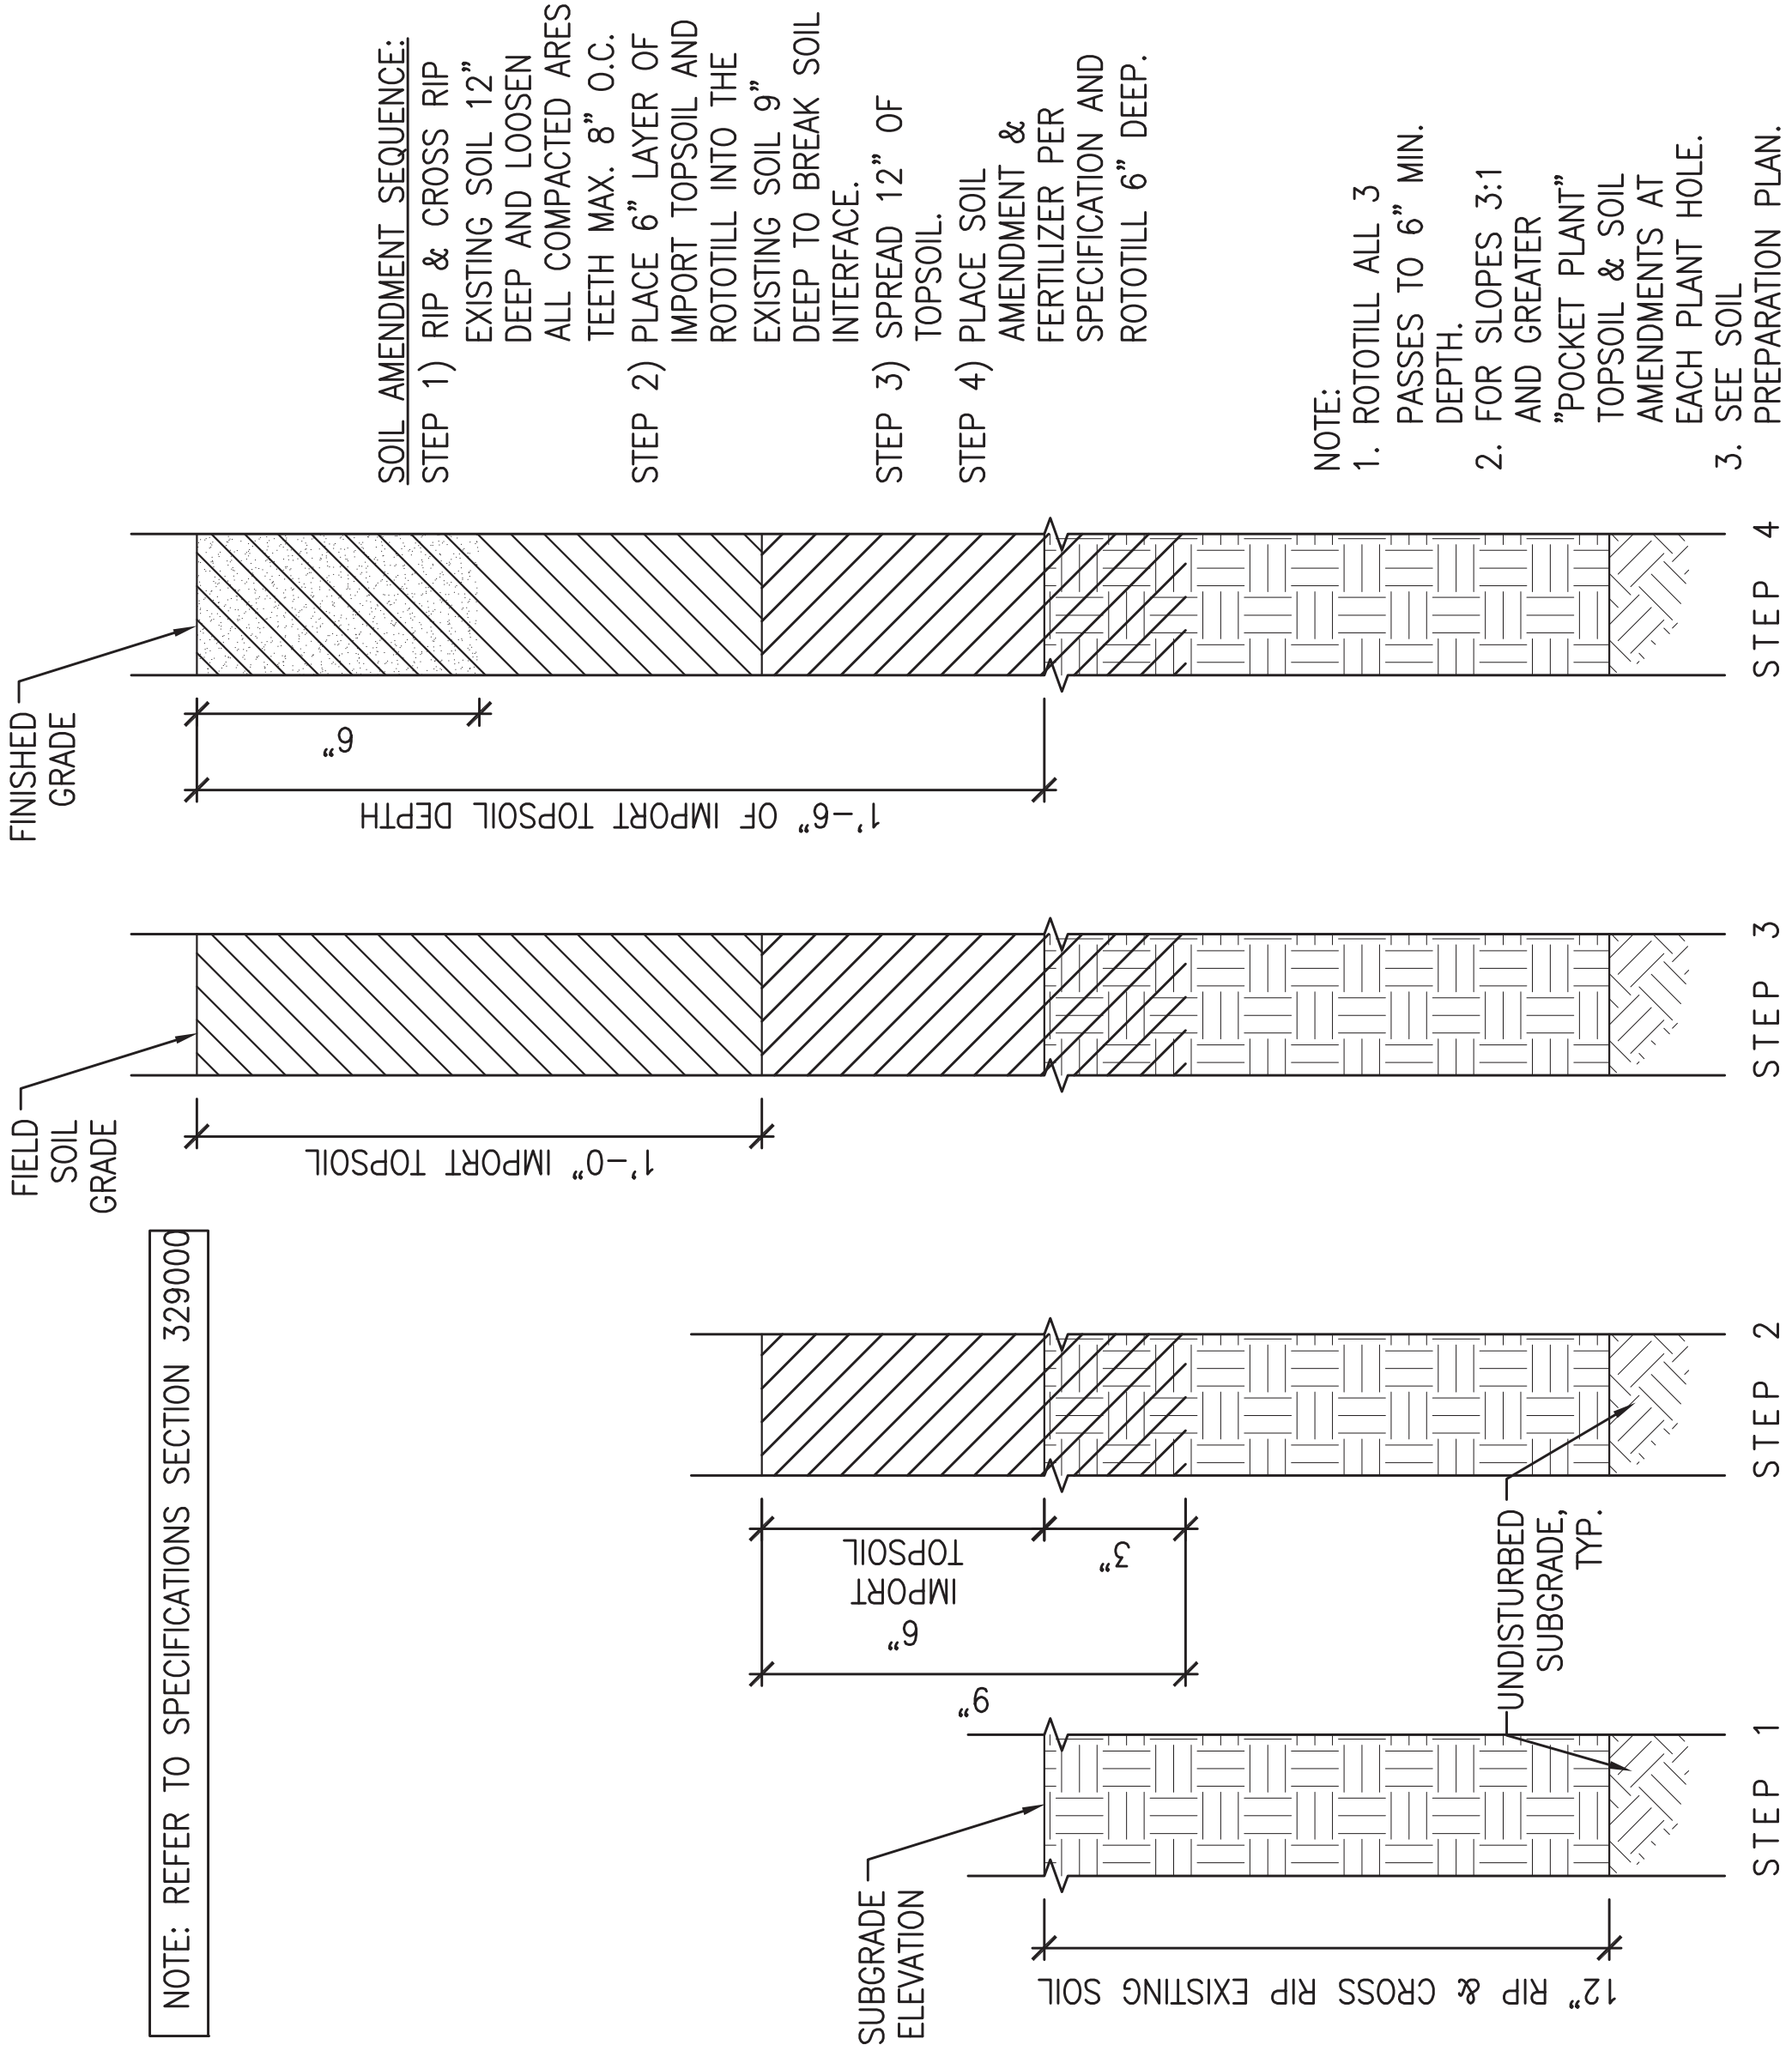 NOTE: REFER TO SPECIFICATIONS SECTION 329000
SUBGRADE
ELEVATION
12" RIP & CROSS RIP EXISTING SOIL
STEP 1
UNDISTURBED
SUBGRADE,
TYP.
9"
6"
IMPORT
TOPSOIL
3"
STEP 2
FIELD
SOIL
GRADE
1'-0" IMPORT TOPSOIL
STEP 3
FINISHED
GRADE
6"
1'-6" OF IMPORT TOPSOIL DEPTH
STEP 4
SOIL AMENDMENT SEQUENCE:
STEP 1) RIP & CROSS RIP
EXISTING SOIL 12"
DEEP AND LOOSEN
ALL COMPACTED ARES
TEETH MAX. 8" O.C.
STEP 2) PLACE 6" LAYER OF
IMPORT TOPSOIL AND
ROTOTILL INTO THE
EXISTING SOIL 9"
DEEP TO BREAK SOIL
INTERFACE.
STEP 3) SPREAD 12" OF
TOPSOIL.
STEP 4) PLACE SOIL
AMENDMENT &
FERTILIZER PER
SPECIFICATION AND
ROTOTILL 6" DEEP.
NOTE:
1. ROTOTILL ALL 3
PASSES TO 6" MIN.
DEPTH.
2. FOR SLOPES 3:1
AND GREATER
"POCKET PLANT"
TOPSOIL & SOIL
AMENDMENTS AT
EACH PLANT HOLE.
3. SEE SOIL
PREPARATION PLAN.